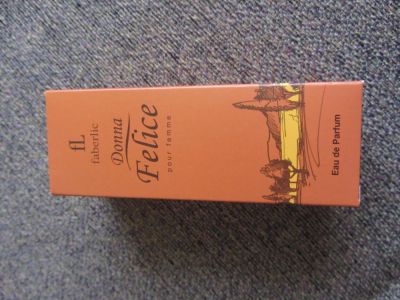 fL
faberlic
Donna
Felice
pour femme
Eau de Parfum